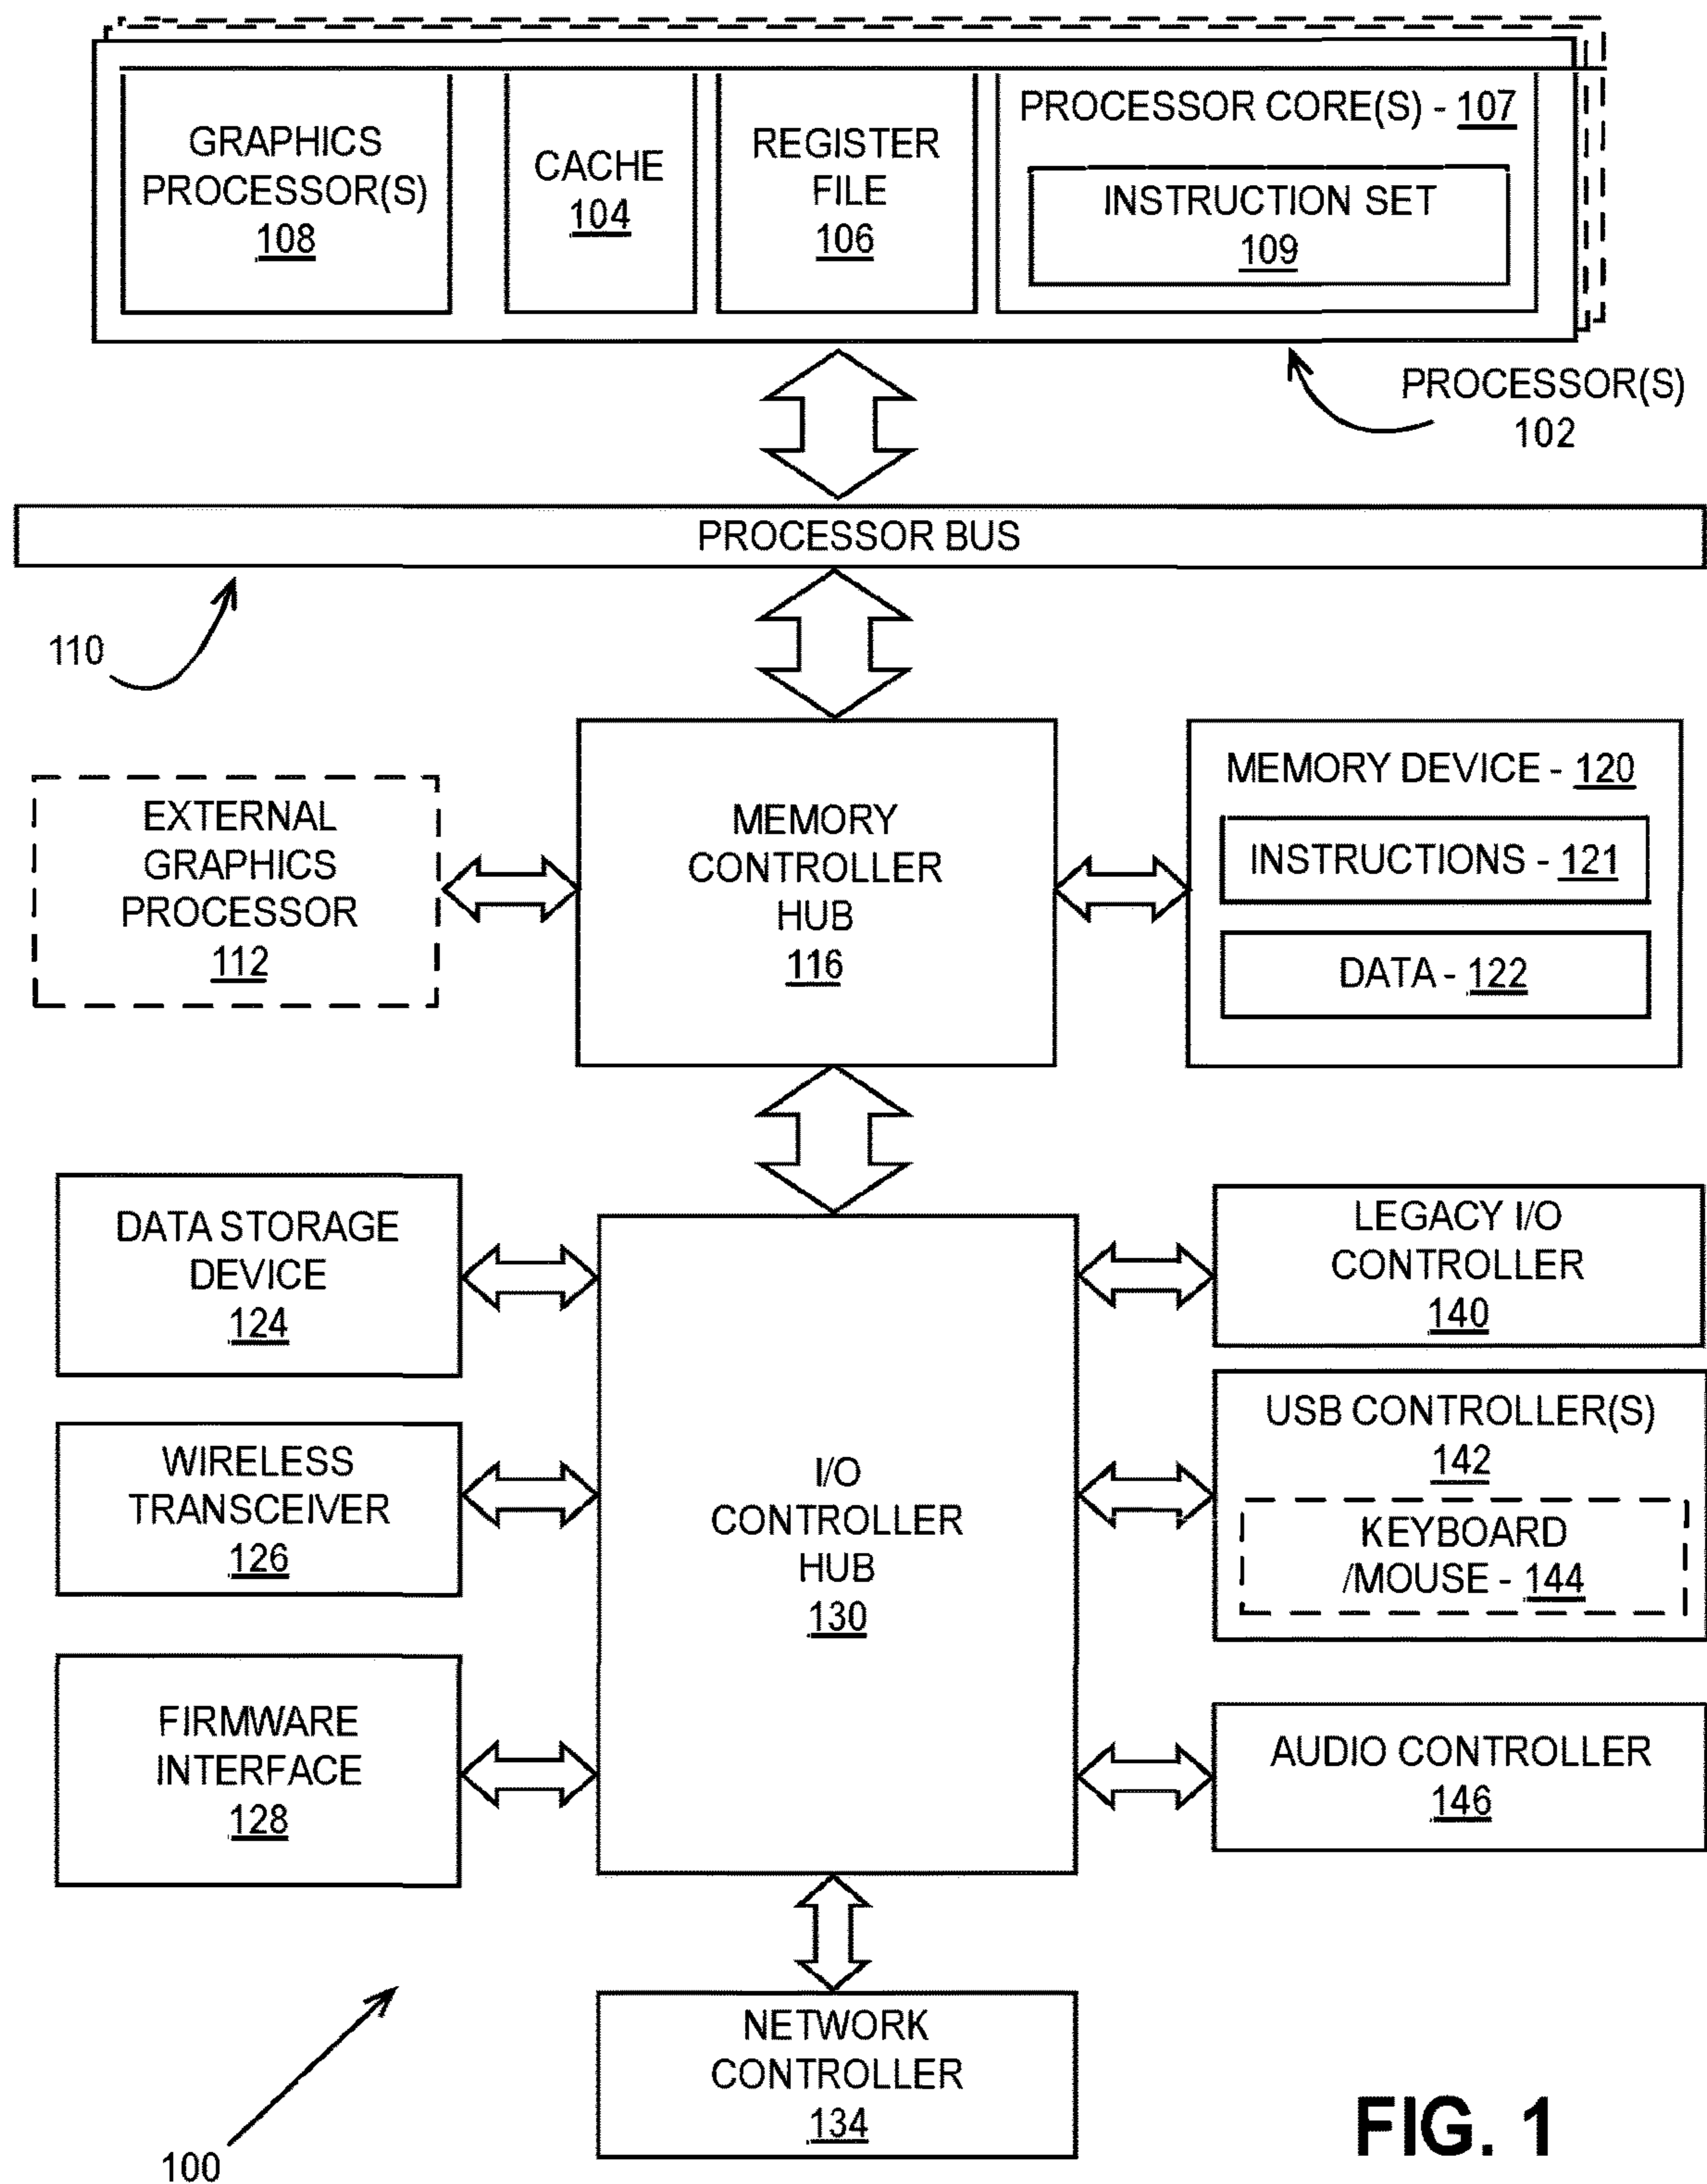 GRAPHICS
PROCESSOR(S)
108
CACHE
104
REGISTER
FILE
106
PROCESSOR CORE(S) - 107
INSTRUCTION SET
109
PROCESSOR(S)
102
PROCESSOR BUS
110
EXTERNAL
GRAPHICS
PROCESSOR
112
MEMORY
CONTROLLER
HUB
116
MEMORY DEVICE - 120
INSTRUCTIONS - 121
DATA - 122
DATA STORAGE
DEVICE
124
WIRELESS
TRANSCEIVER
126
FIRMWARE
INTERFACE
128
I/O
CONTROLLER
HUB
130
LEGACY I/O
CONTROLLER
140
USB CONTROLLER(S)
142
KEYBOARD
/MOUSE - 144
AUDIO CONTROLLER
146
NETWORK
CONTROLLER
134
100
FIG. 1